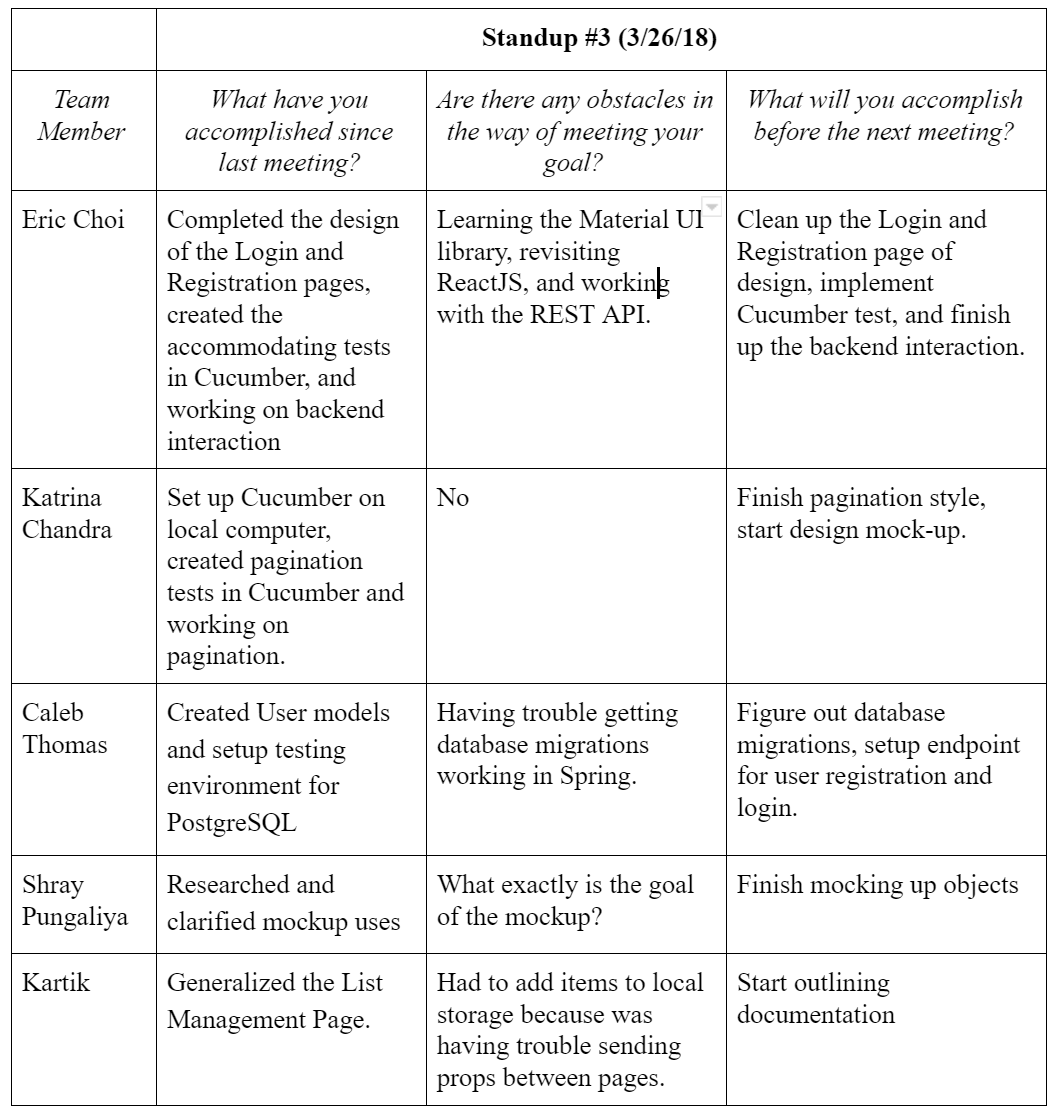 Standup #3 (3/26/18)
Team
Member
What have you
accomplished since
last meeting?
Are there any obstacles in
the way of meeting your
goal?
What will you accomplish
before the next meeting?
Eric Choi
Completed the design
of the Login and
Registration pages,
created the
accommodating tests
in Cucumber, and
working on backend
interaction
Learning the Material UI
library, revisiting
ReactJS, and working
with the REST API.
Clean up the Login and
Registration page of
design, implement
Cucumber test, and finish
up the backend interaction.
Katrina
Chandra
Set up Cucumber on
local computer,
created pagination
tests in Cucumber and
working on
pagination.
No
Finish pagination style,
start design mock-up.
Caleb
Thomas
Created User models
and setup testing
environment for
PostgreSQL
Having trouble getting
database migrations
working in Spring.
Figure out database
migrations, setup endpoint
for user registration and
login.
Shray
Pungaliya
Researched and
clarified mockup uses
What exactly is the goal
of the mockup?
Finish mocking up objects
Kartik
Generalized the List
Management Page.
Had to add items to local
storage because was
having trouble sending
props between pages.
Start outlining
documentation